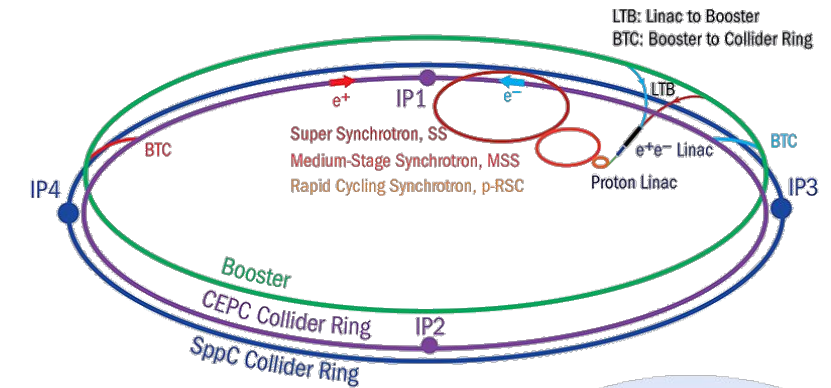 LTB: Linac to Booster
BTC: Booster to Collider Ring
LTB
e+
IP1
e−
Super Synchrotron, SS
BTC
e+e− Linac
BTC
Medium-Stage Synchrotron, MSS
Rapid Cycling Synchrotron, p-RSC
Proton Linac
IP4
IP3
Booster
CEPC Collider Ring
IP2
SppC Collider Ring